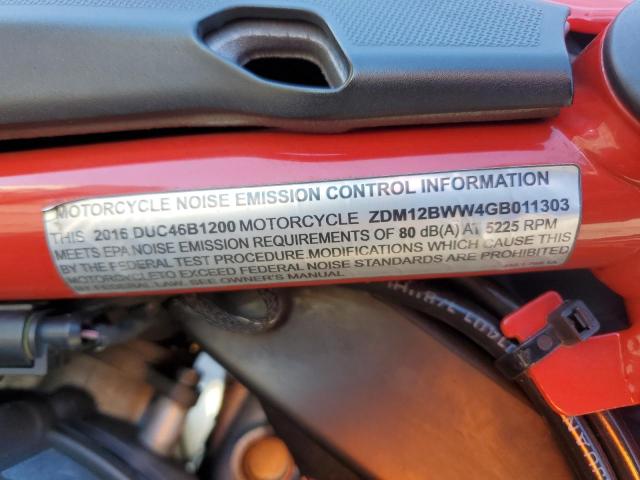 MOTORCYCLE NOISE EMISSION CONTROL INFORMATION
THIS 2016 DUC46B1200 MOTORCYCLE ZDM12BWW4GB011303
MEETS EPA NOISE EMISSION REQUIREMENTS OF 80 dB(A) AT 5225 RPM
BY THE FEDERAL TEST PROCEDURE MODIFICATIONS WHICH CAUSE THIS
MOTORCYCLE TO EXCEED FEDERAL NOISE STANDARDS ARE PROHIBITED
BY FEDERAL LAW. SEE OWNER'S MANUAL.